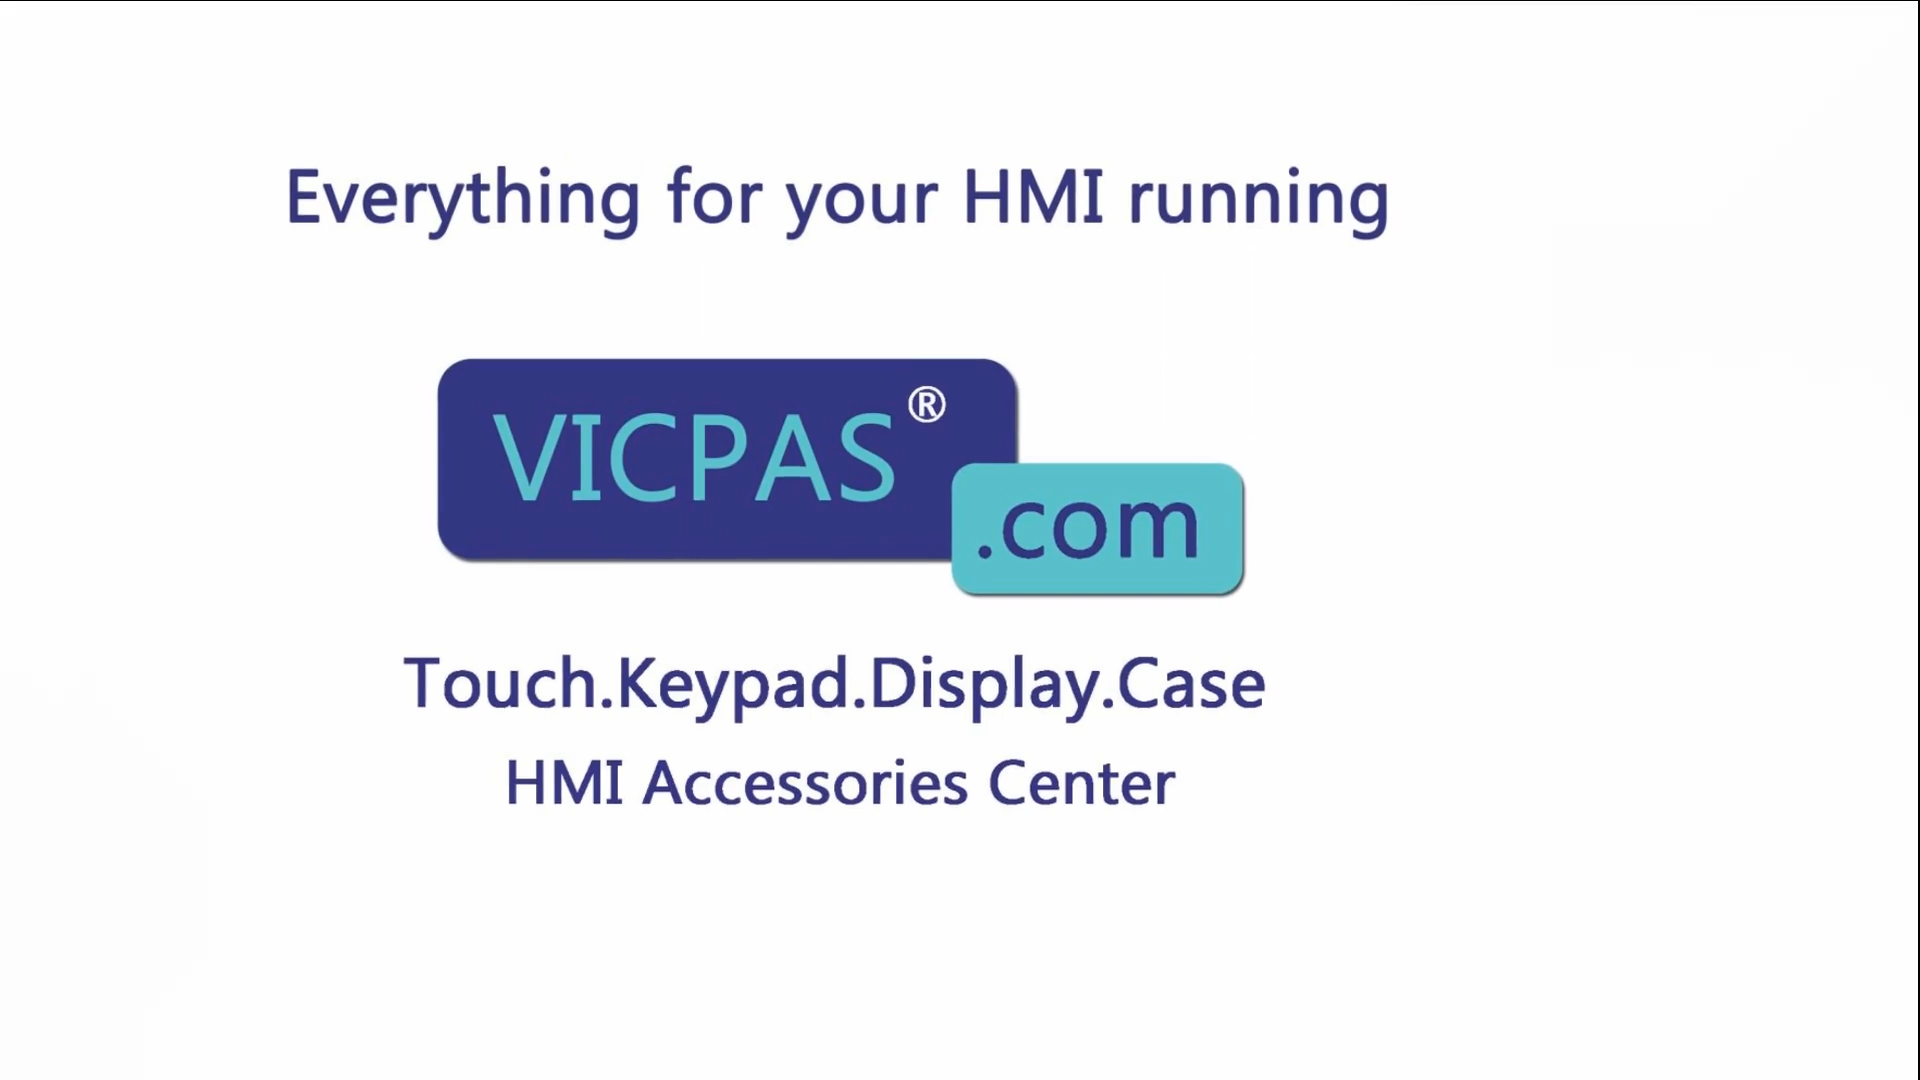 Everything for your HMI running
VICPAS®
.com
Touch.Keypad.Display.Case
HMI Accessories Center